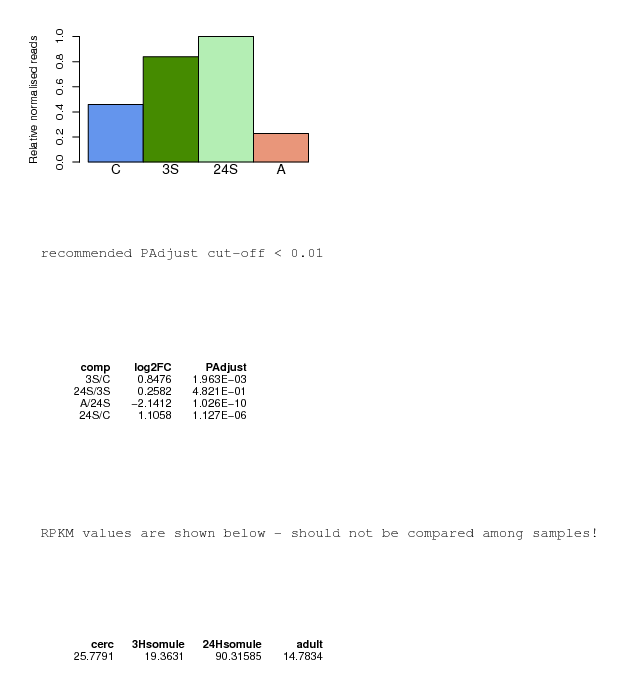 Relative normalised reads
1.0
0.8
0.6
0.4
0.2
0.0
C 3S 24S A
recommended PAdjust cut-off < 0.01
comp log2FC PAdjust
3S/C 0.8476 1.963E−03
24S/3S 0.2582 4.821E−01
A/24S −2.1412 1.026E−10
24S/C 1.1058 1.127E−06
RPKM values are shown below - should not be compared among samples!
cerc 3Hsomule 24Hsomule adult
25.7791 19.3631 90.31585 14.7834